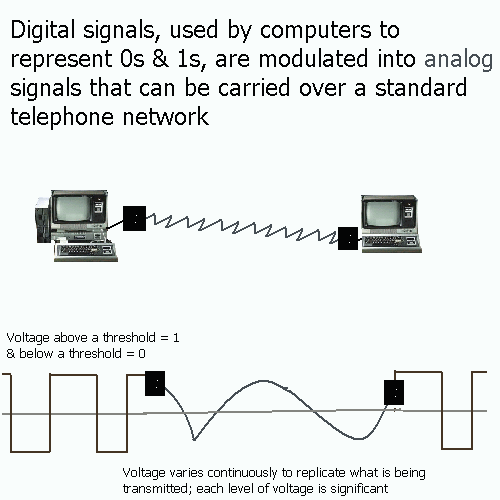 Digital signals, used by computers to
represent 0s & 1s, are modulated into analog
signals that can be carried over a standard
telephone network
Voltage above a threshold = 1
& below a threshold = 0
Voltage varies continuously to replicate what is being
transmitted; each level of voltage is significant